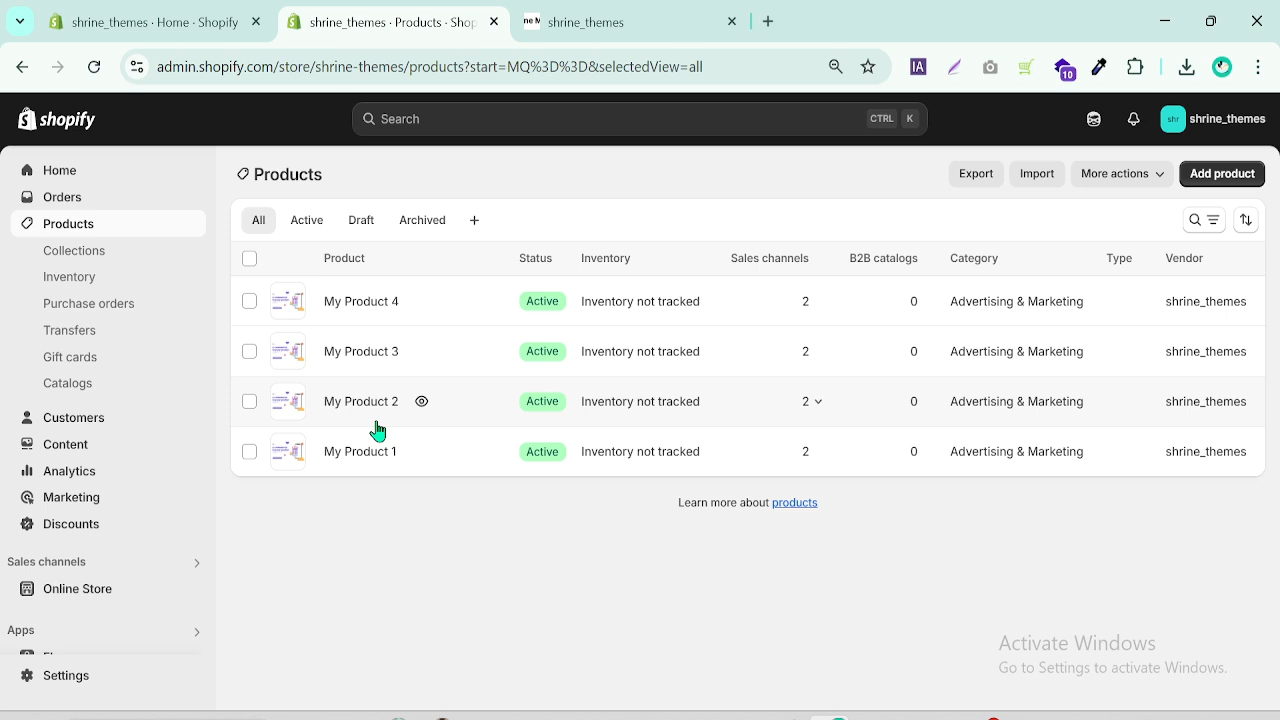 shrine_themes · Home · Shopify
shrine_themes · Products · Shop
shrine_themes
admin.shopify.com/store/shrine-themes/products?start=MQ%3D%3D&selectedView=all
IA
10
shopify
Search
CTRL K
shr
shrine_themes
Home
Orders
Products
Collections
Inventory
Purchase orders
Transfers
Gift cards
Catalogs
Customers
Content
Analytics
Marketing
Discounts
Sales channels
Online Store
Apps
Settings
Products
Export
Import
More actions
Add product
All Active Draft Archived
Product Status Inventory Sales channels B2B catalogs Category Type Vendor
My Product 4 Active Inventory not tracked 2 0 Advertising & Marketing shrine_themes
My Product 3 Active Inventory not tracked 2 0 Advertising & Marketing shrine_themes
My Product 2 Active Inventory not tracked 2 0 Advertising & Marketing shrine_themes
My Product 1 Active Inventory not tracked 2 0 Advertising & Marketing shrine_themes
Learn more about products
Activate Windows
Go to Settings to activate Windows.